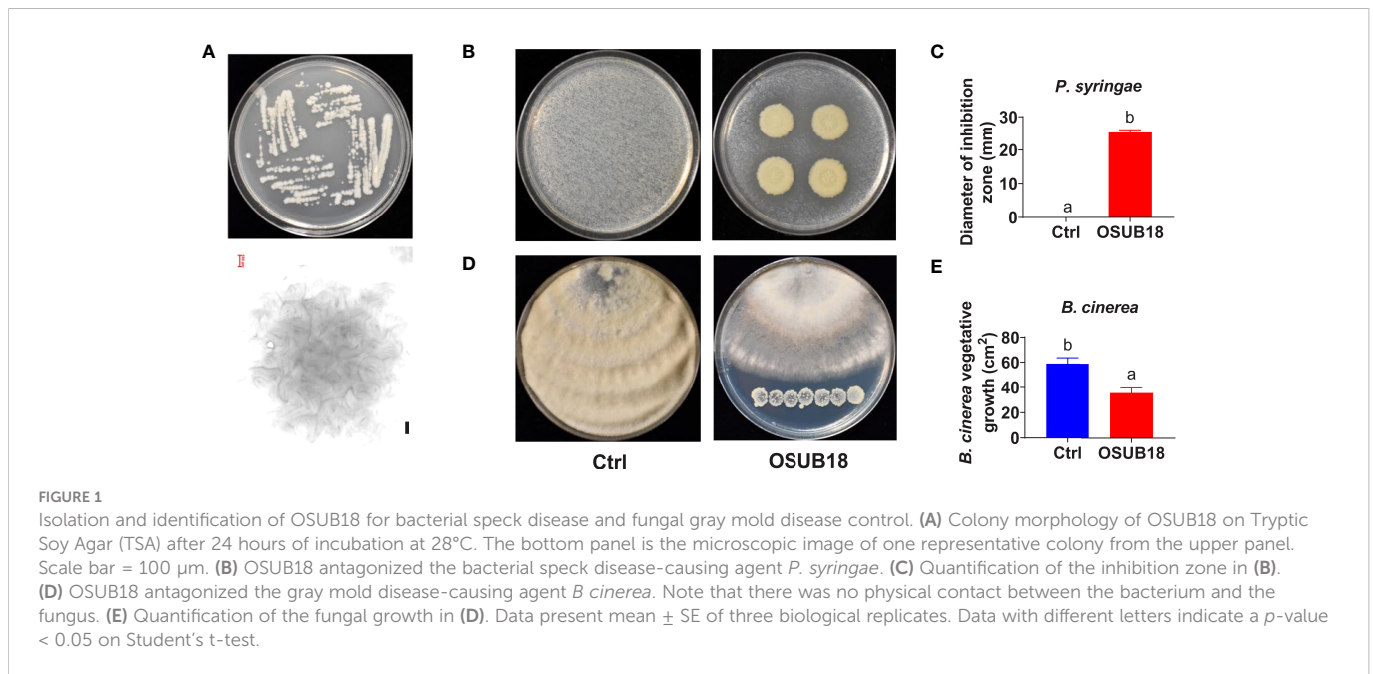 A
B
C
P. syringae
Diameter of inhibition
zone (mm)
30
20
10
0
b
a
Ctrl
OSUB18
D
E
B. cinerea
B. cinerea vegetative
growth (cm²)
80
60
40
20
0
b
a
Ctrl
OSUB18
Ctrl
OSUB18
FIGURE 1
Isolation and identification of OSUB18 for bacterial speck disease and fungal gray mold disease control. (A) Colony morphology of OSUB18 on Tryptic
Soy Agar (TSA) after 24 hours of incubation at 28°C. The bottom panel is the microscopic image of one representative colony from the upper panel.
Scale bar = 100 µm. (B) OSUB18 antagonized the bacterial speck disease-causing agent P. syringae. (C) Quantification of the inhibition zone in (B).
(D) OSUB18 antagonized the gray mold disease-causing agent B cinerea. Note that there was no physical contact between the bacterium and the
fungus. (E) Quantification of the fungal growth in (D). Data present mean ± SE of three biological replicates. Data with different letters indicate a p-value
< 0.05 on Student's t-test.